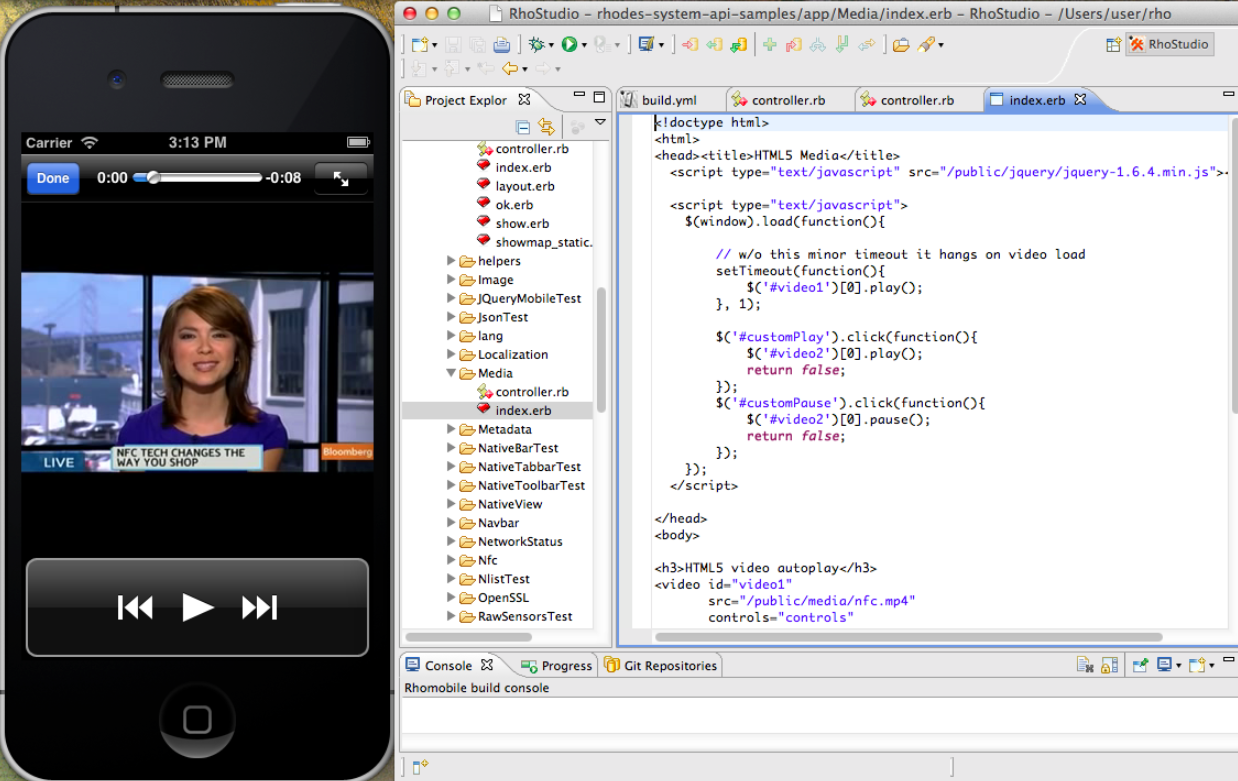 Carrier 3:13 PM
Done 0:00 -0:08
LIVE
NFC TECH CHANGES THE
WAY YOU SHOP
Bloomberg
RhoStudio – rhodes-system-api-samples/app/Media/index.erb – RhoStudio – /Users/user/rho
RhoStudio
Project Explor
controller.rb
index.erb
layout.erb
ok.erb
show.erb
showmap_static.
helpers
Image
JQueryMobileTest
JsonTest
lang
Localization
Media
controller.rb
index.erb
Metadata
NativeBarTest
NativeTabbarTest
NativeToolbarTest
NativeView
Navbar
NetworkStatus
Nfc
NlistTest
OpenSSL
RawSensorsTest
build.yml controller.rb controller.rb index.erb
<!doctype html>
<html>
<head><title>HTML5 Media</title>
<script type="text/javascript" src="/public/jquery/jquery-1.6.4.min.js"><
<script type="text/javascript">
$(window).load(function(){
// w/o this minor timeout it hangs on video load
setTimeout(function(){
$('#video1')[0].play();
}, 1);
$('#customPlay').click(function(){
$('#video2')[0].play();
return false;
});
$('#customPause').click(function(){
$('#video2')[0].pause();
return false;
});
});
</script>
</head>
<body>
<h3>HTML5 video autoplay</h3>
<video id="video1"
src="/public/media/nfc.mp4"
controls="controls"
Console Progress Git Repositories
Rhomobile build console